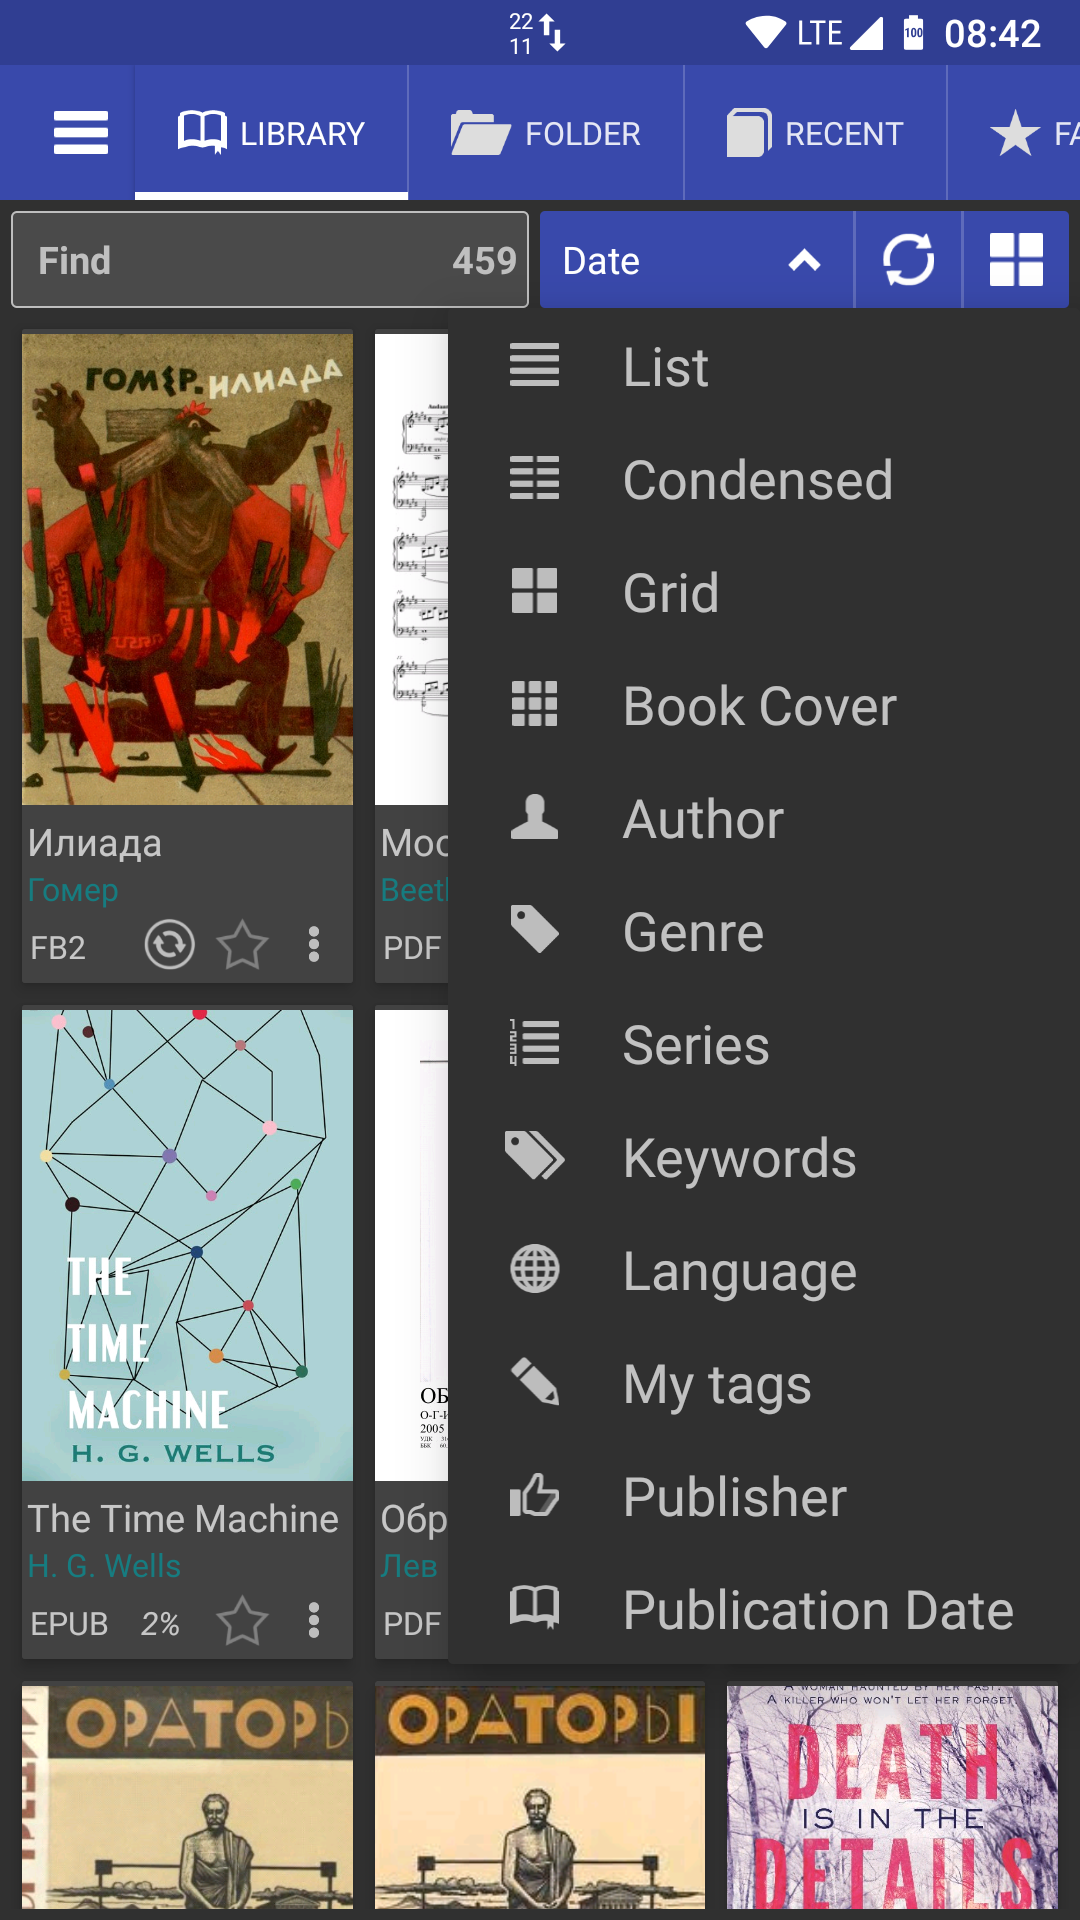 22
11
LTE
100
08:42
LIBRARY
FOLDER
RECENT
FA
Find
459
Date
List
Condensed
Grid
Book Cover
Author
Genre
Series
Keywords
Language
My tags
Publisher
Publication Date
ГОМЕР. ИЛИАДА
Илиада
Гомер
FB2
Моо
Beet
PDF
THE
TIME
MACHINE
H. G. WELLS
The Time Machine
H. G. Wells
EPUB
2%
ОБ
О-Г-И
2005
УДК
ББК
Обр
Лев
PDF
ОРАТОРЫ
ОРАТОРЫ
A WOMAN HAUNTED BY HER PAST.
A KILLER WHO WON'T LET HER FORGET.
DEATH
IS IN THE
DETAILS